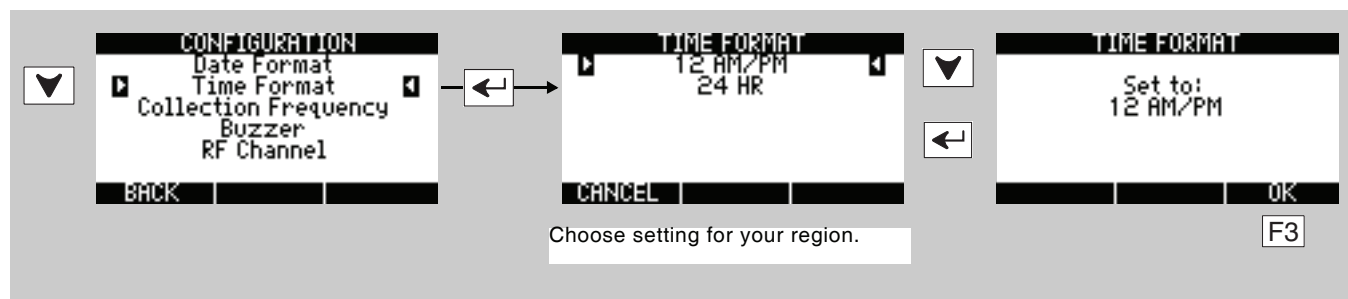 CONFIGURATION
Date Format
Time Format
Collection Frequency
Buzzer
RF Channel
BACK
TIME FORMAT
12 AM/PM
24 HR
CANCEL
Choose setting for your region.
TIME FORMAT
Set to:
12 AM/PM
OK
F3